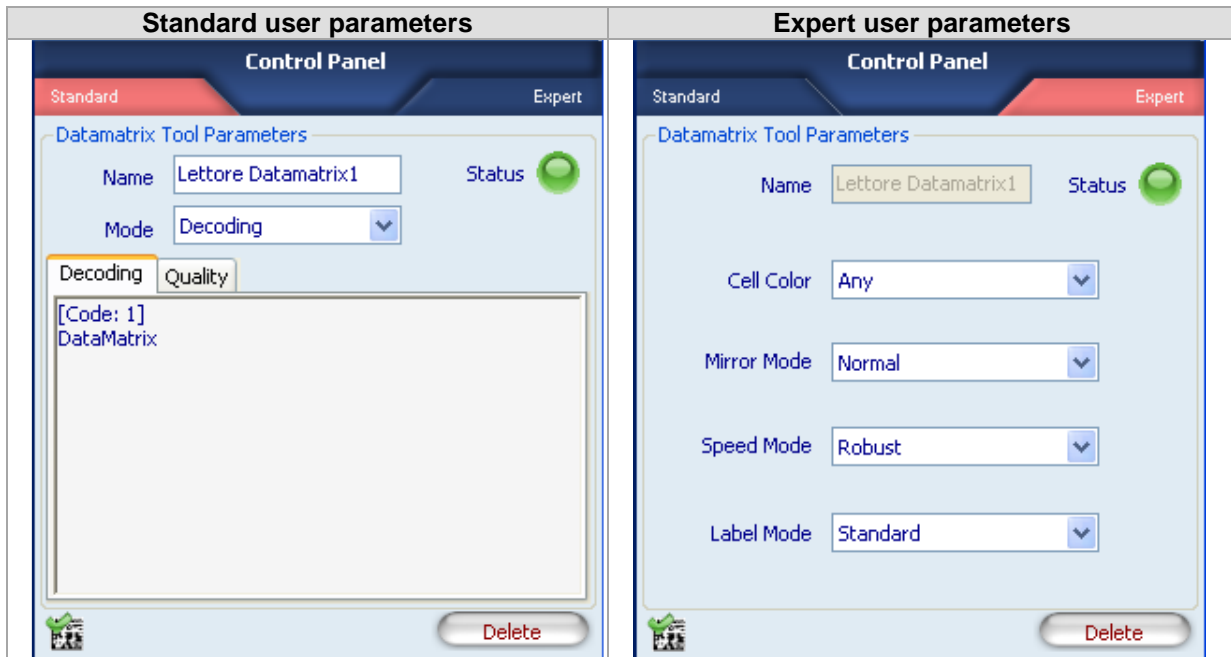 Standard user parameters
Control Panel
Standard Expert
Datamatrix Tool Parameters
Name Lettore Datamatrix1 Status
Mode Decoding
Decoding Quality
[Code: 1]
DataMatrix
Delete
Expert user parameters
Control Panel
Standard Expert
Datamatrix Tool Parameters
Name Lettore Datamatrix1 Status
Cell Color Any
Mirror Mode Normal
Speed Mode Robust
Label Mode Standard
Delete